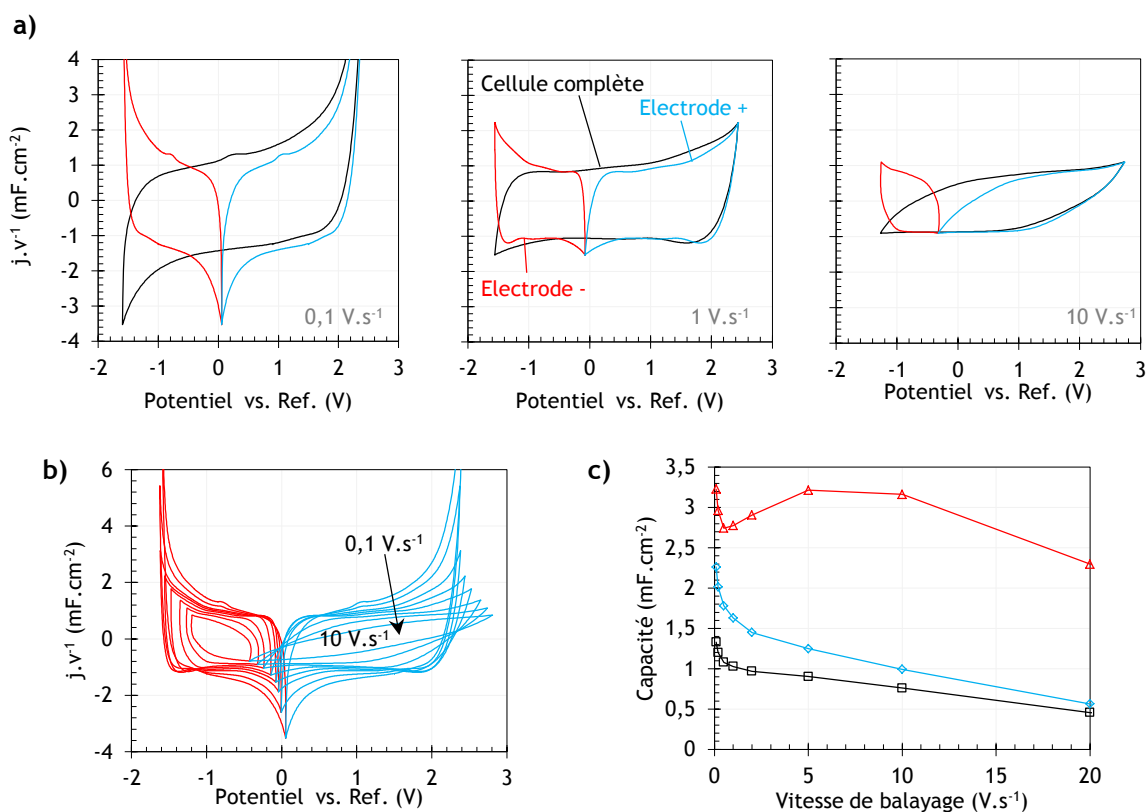 a)
j.v-1 (mF.cm-2)
4
3
2
1
0
-1
-2
-3
-4
-2 -1 0 1 2 3
0,1 V.s-1
Potentiel vs. Ref. (V)
Cellule complète
Electrode +
Electrode -
1 V.s-1
-2 -1 0 1 2 3
Potentiel vs. Ref. (V)
10 V.s-1
-2 -1 0 1 2 3
Potentiel vs. Ref. (V)
b)
j.v-1 (mF.cm-2)
6
4
2
0
-2
-4
0,1 V.s-1
10 V.s-1
-2 -1 0 1 2 3
Potentiel vs. Ref. (V)
c)
Capacité (mF.cm-2)
3,5
3
2,5
2
1,5
1
0,5
0
0 5 10 15 20
Vitesse de balayage (V.s-1)